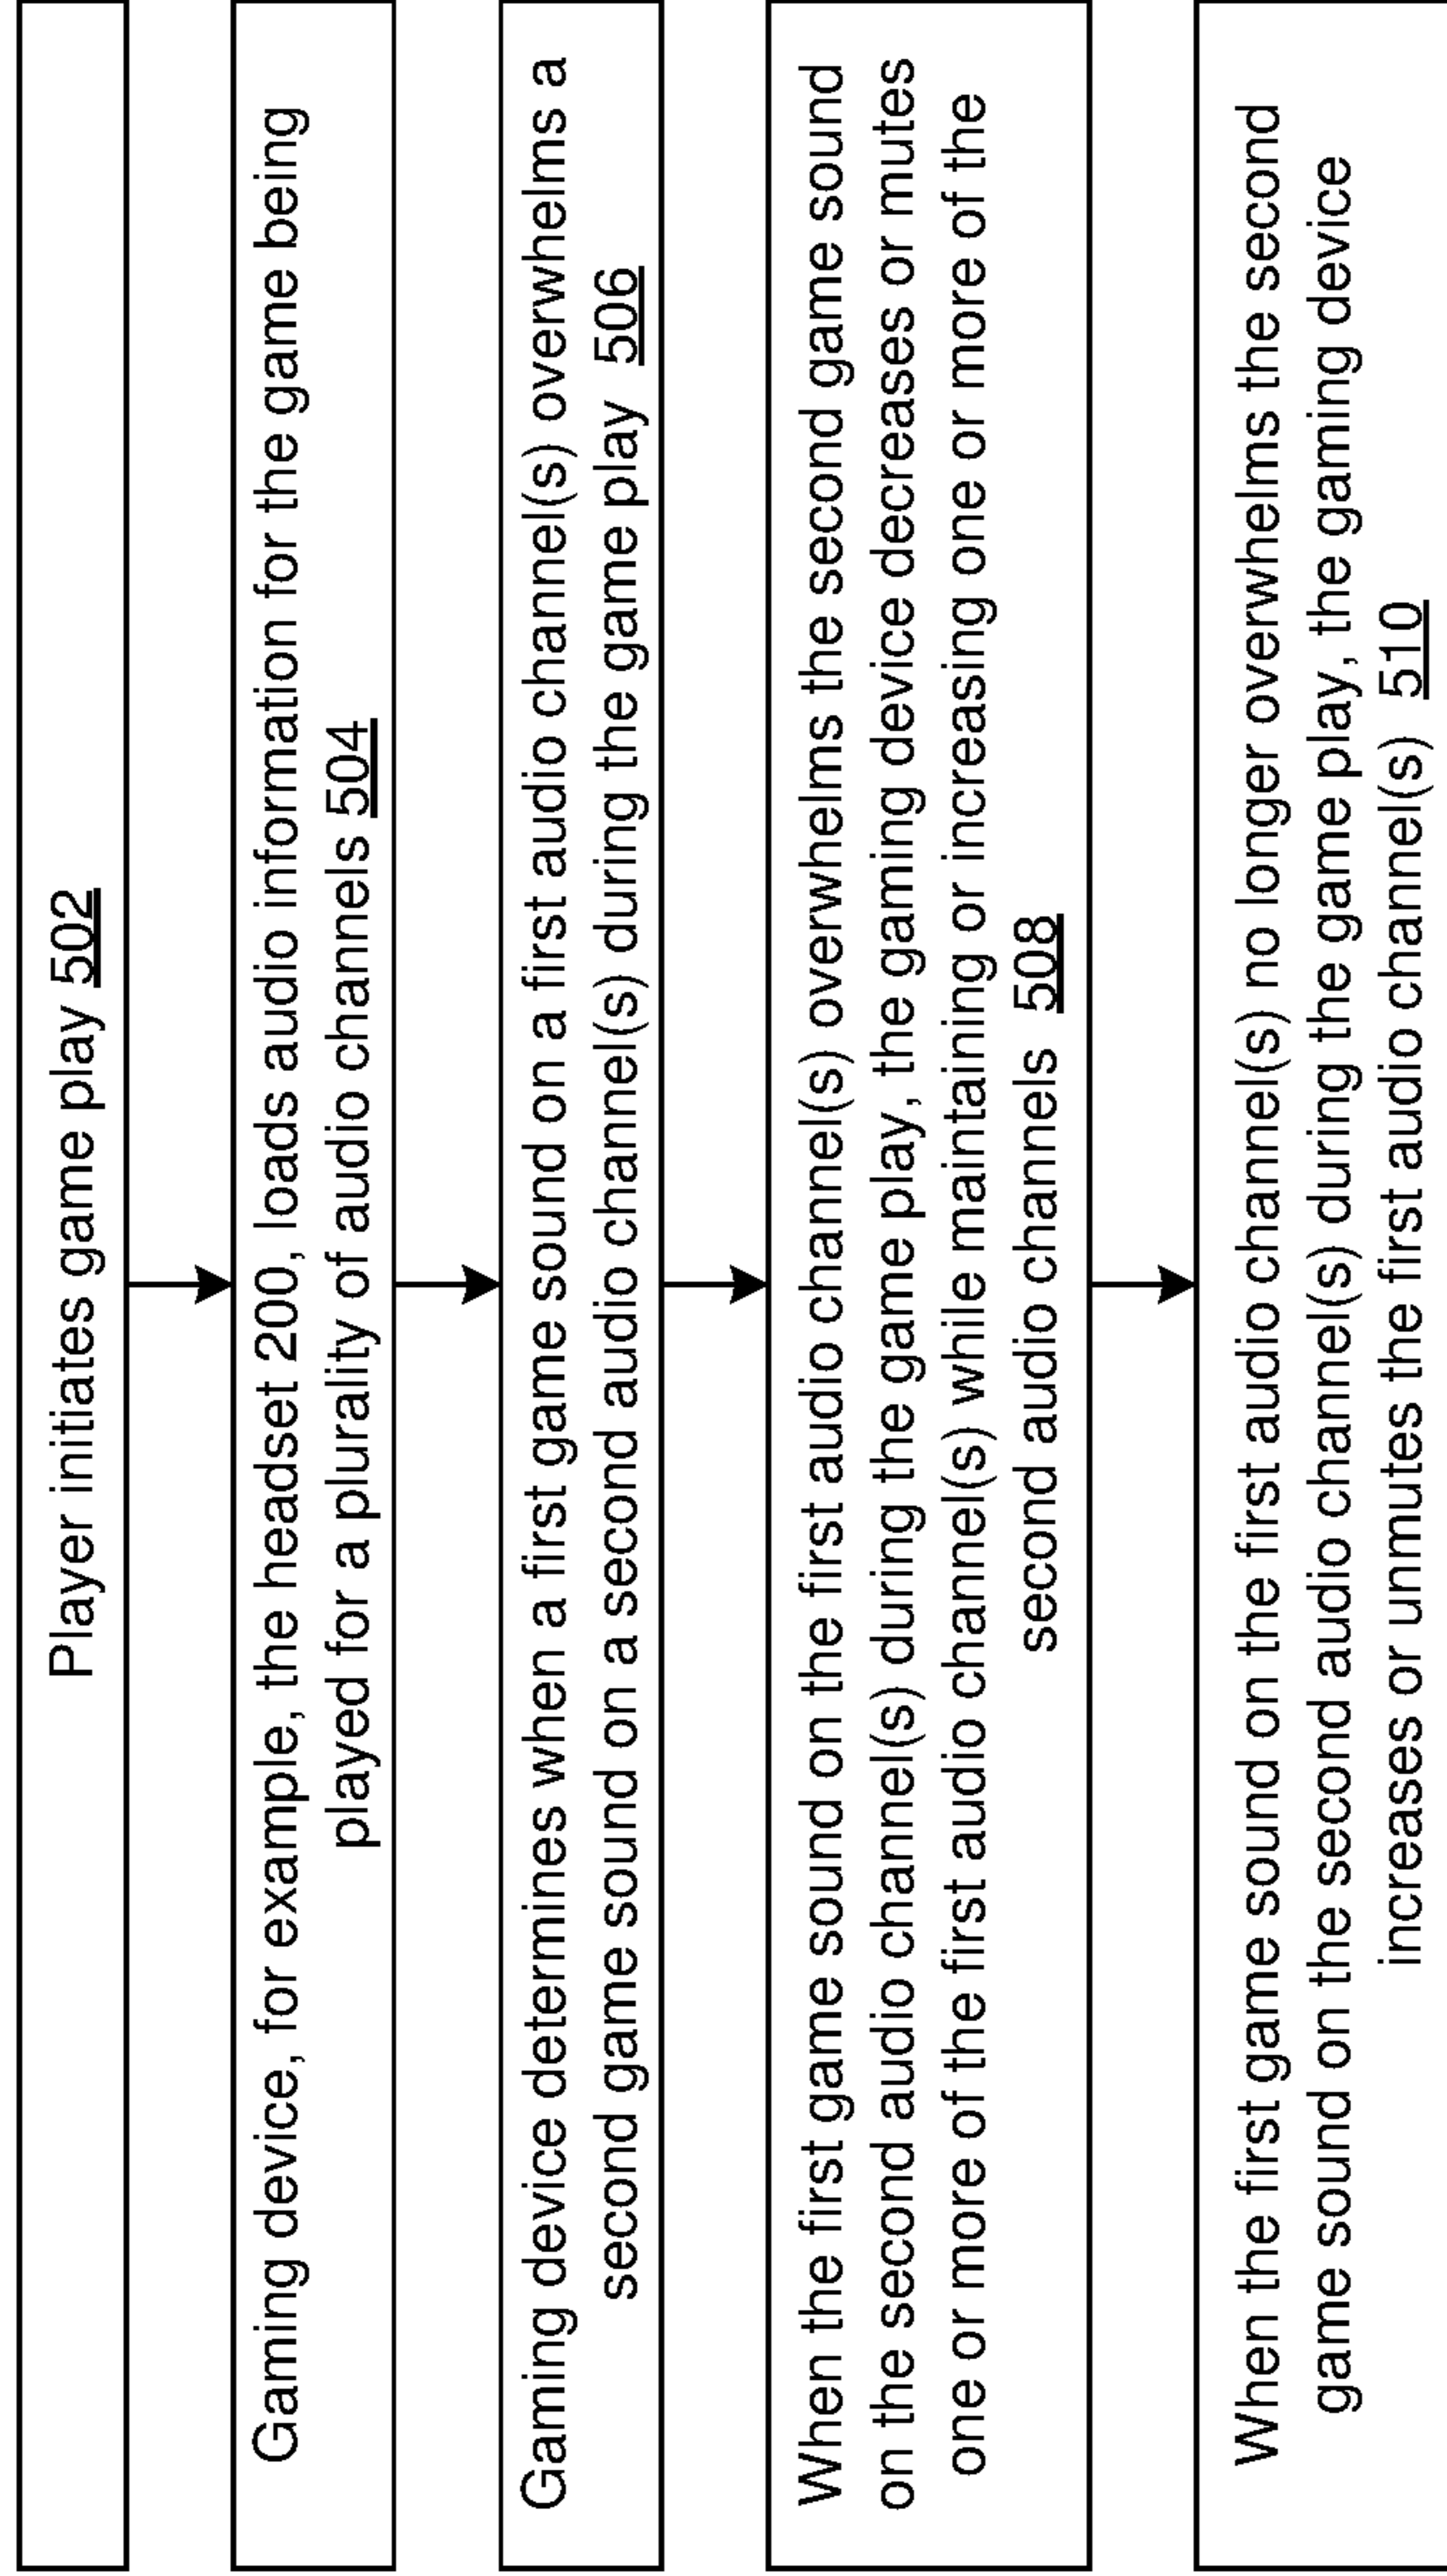 Player initiates game play 502
Gaming device, for example, the headset 200, loads audio information for the game being
played for a plurality of audio channels 504
Gaming device determines when a first game sound on a first audio channel(s) overwhelms a
second game sound on a second audio channel(s) during the game play 506
When the first game sound on the first audio channel(s) overwhelms the second game sound
on the second audio channel(s) during the game play, the gaming device decreases or mutes
one or more of the first audio channel(s) while maintaining or increasing one or more of the
second audio channels 508
When the first game sound on the first audio channel(s) no longer overwhelms the second
game sound on the second audio channel(s) during the game play, the gaming device
increases or unmutes the first audio channel(s) 510